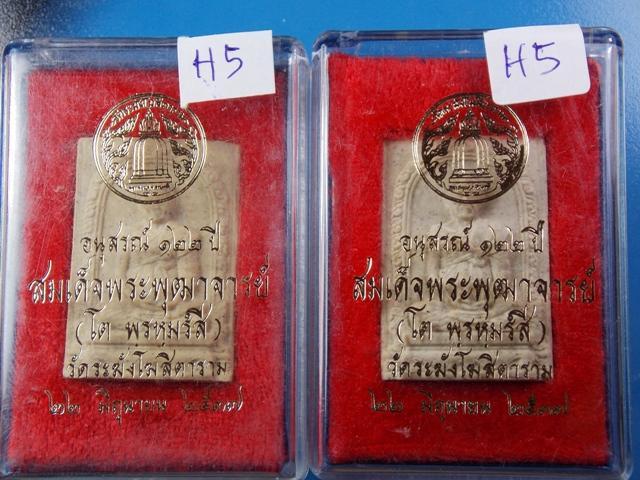 H5
อนุสรณ์ ๑๒๒ ปี
สมเด็จพระพุฒาจารย์
(โต พรหฺมรํสี)
วัดระฆังโฆสิตาราม
๒๒ มิถุนายน ๒๕๓๗
H5
อนุสรณ์ ๑๒๒ ปี
สมเด็จพระพุฒาจารย์
(โต พรหฺมรํสี)
วัดระฆังโฆสิตาราม
๒๒ มิถุนายน ๒๕๓๗